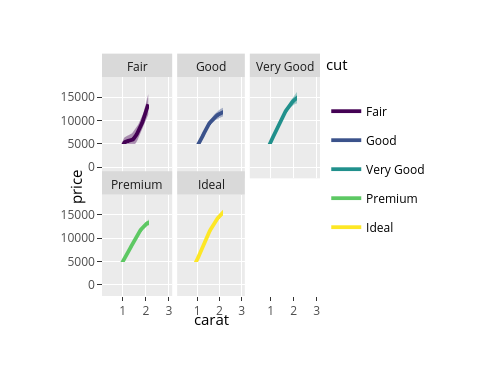 Fair Good Very Good cut
15000
10000
5000
0
Fair
Good
Very Good
Premium
Ideal
Premium Ideal
price
15000
10000
5000
0
1 2 3 1 2 3 1 2 3
carat